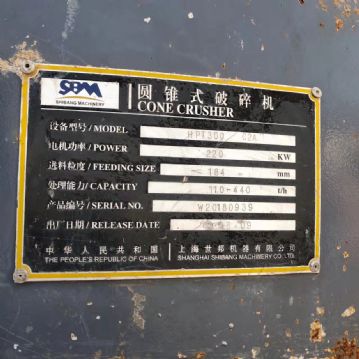 SBM
SHIBANG MACHINERY
圆锥式破碎机
CONE CRUSHER
设备型号/MODEL HPT300 C2A
电机功率/POWER 220 KW
进料粒度/FEEDING SIZE 184 mm
处理能力/CAPACITY 110-440 t/h
产品编号/SERIAL NO. W20180939
出厂日期/RELEASE DATE
中华人民共和国 上海世邦机器有限公司
THE PEOPLE'S REPUBLIC OF CHINA SHANGHAI SHIBANG MACHINERY CO.,LTD.